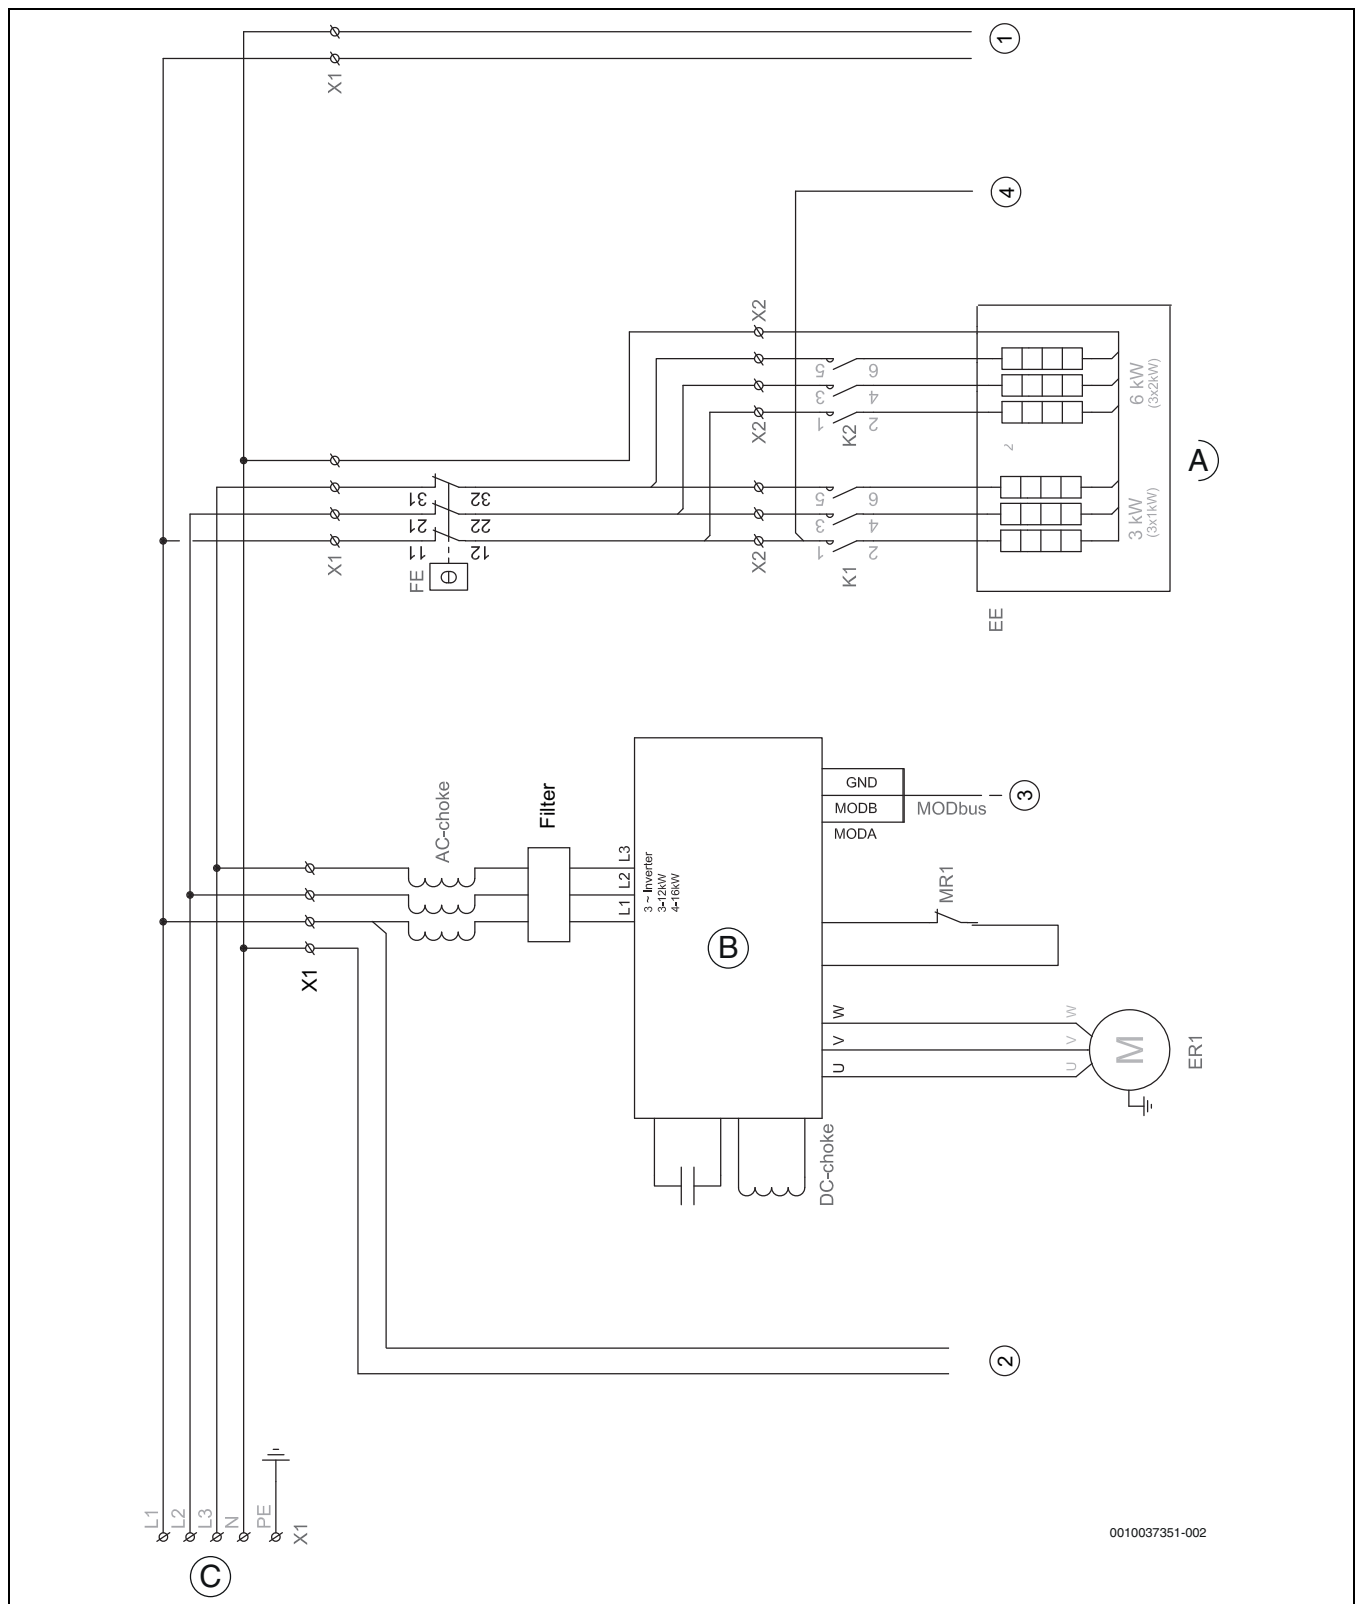 1
X1
4
X2
5
6
3
4
1
2
X2
K2
6 kW
(3x2kW)
2
A
31
32
21
22
11
12
X1
FE
Θ
5
6
3
4
1
2
X2
K1
3 kW
(3x1kW)
EE
AC-choke
Filter
GND
MODB
MODA
MODbus
3
L3
L2
L1
3 ~ Inverter
3-12kW
4-16kW
B
MR1
X1
W
V
U
W
V
U
M
ER1
DC-choke
2
L1
L2
L3
N
PE
X1
C
0010037351-002